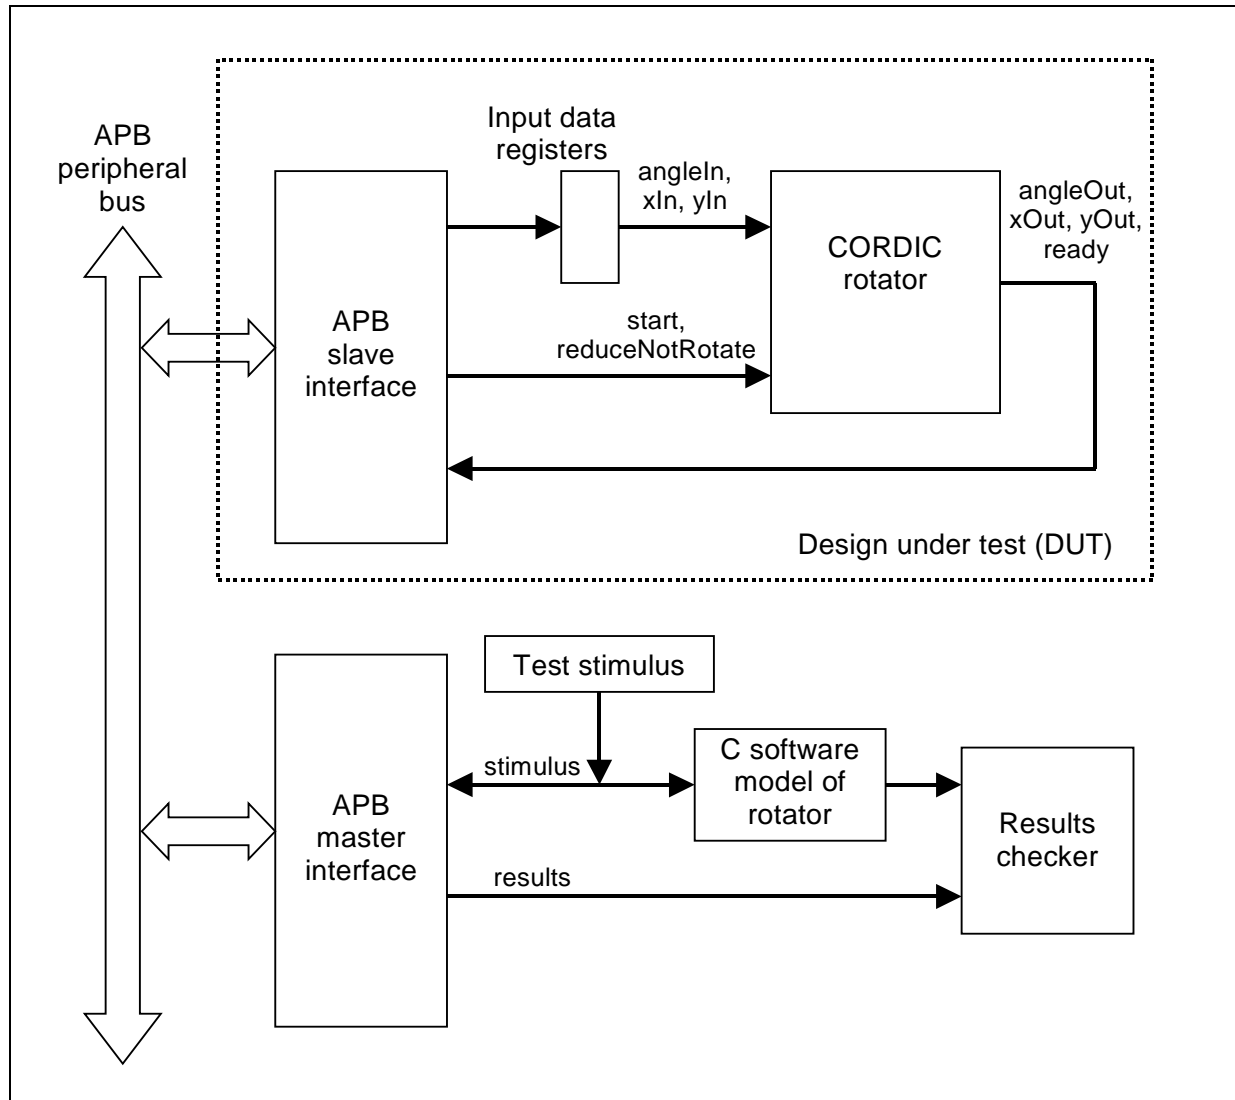 APB
peripheral
bus
Input data
registers
angleIn,
xIn, yIn
angleOut,
xOut, yOut,
ready
CORDIC
rotator
APB
slave
interface
start,
reduceNotRotate
Design under test (DUT)
Test stimulus
stimulus
C software
model of
rotator
APB
master
interface
results
Results
checker